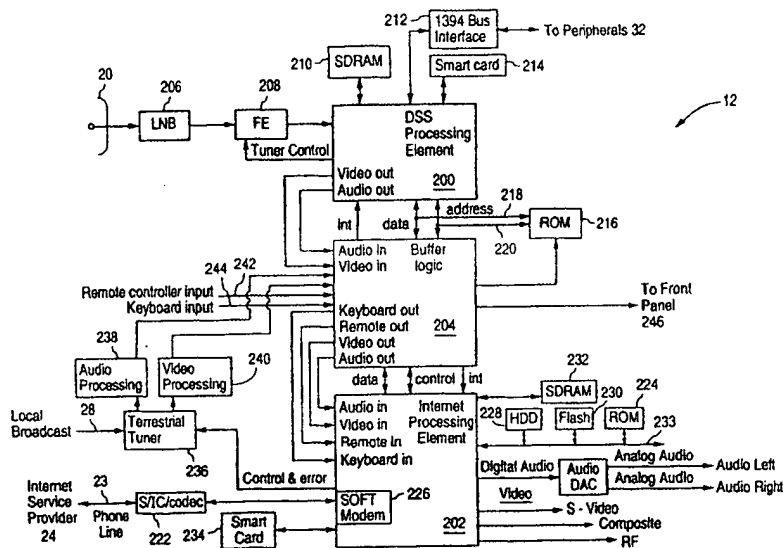 212
1394 Bus
Interface
To Peripherals 32
210
SDRAM
Smart card
214
20
206
208
12
LNB
FE
DSS
Processing
Element
Tuner Control
Video out
Audio out
200
218
Int
data
address
ROM
216
220
Audio in
Video in
Buffer
logic
242
244
Remote controller input
Keyboard input
To Front
Panel
246
Keyboard out
Remote out
Video out
Audio out
204
238
Audio
Processing
Video
Processing
240
232
data
control
int
SDRAM
230
224
Local
Broadcast
28
Terrestrial
Tuner
236
Audio in
Video in
Remote In
Keyboard in
Internet
Processing
Element
228
HDD
Flash
ROM
233
Control & error
Digital Audio
Audio
DAC
Analog Audio
Analog Audio
Audio Left
Audio Right
Internet
Service
Provider
24
23
Phone
Line
S/IC/codec
222
SOFT
Modem
226
Video
234
Smart
Card
202
S - Video
Composite
RF